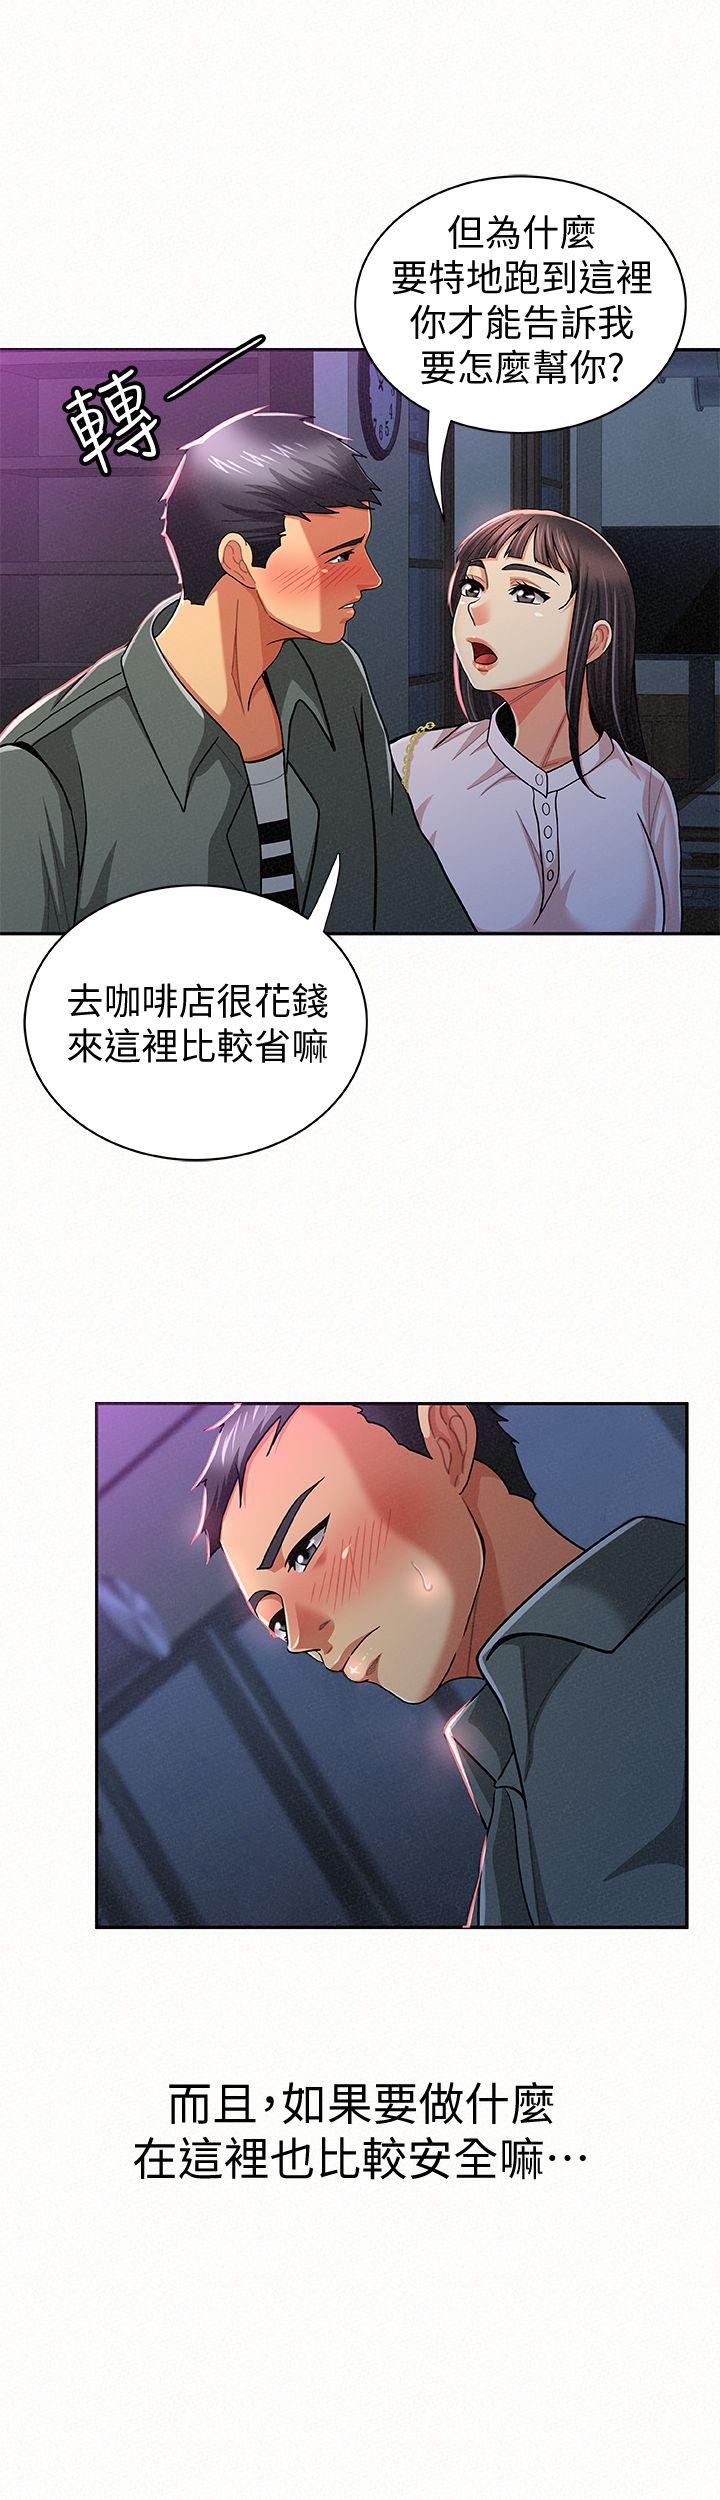 但為什麼
要特地跑到這裡
你才能告訴我
要怎麼幫你?
轉
去咖啡店很花錢
來這裡比較省嘛
而且,如果要做什麼
在這裡也比較安全嘛…